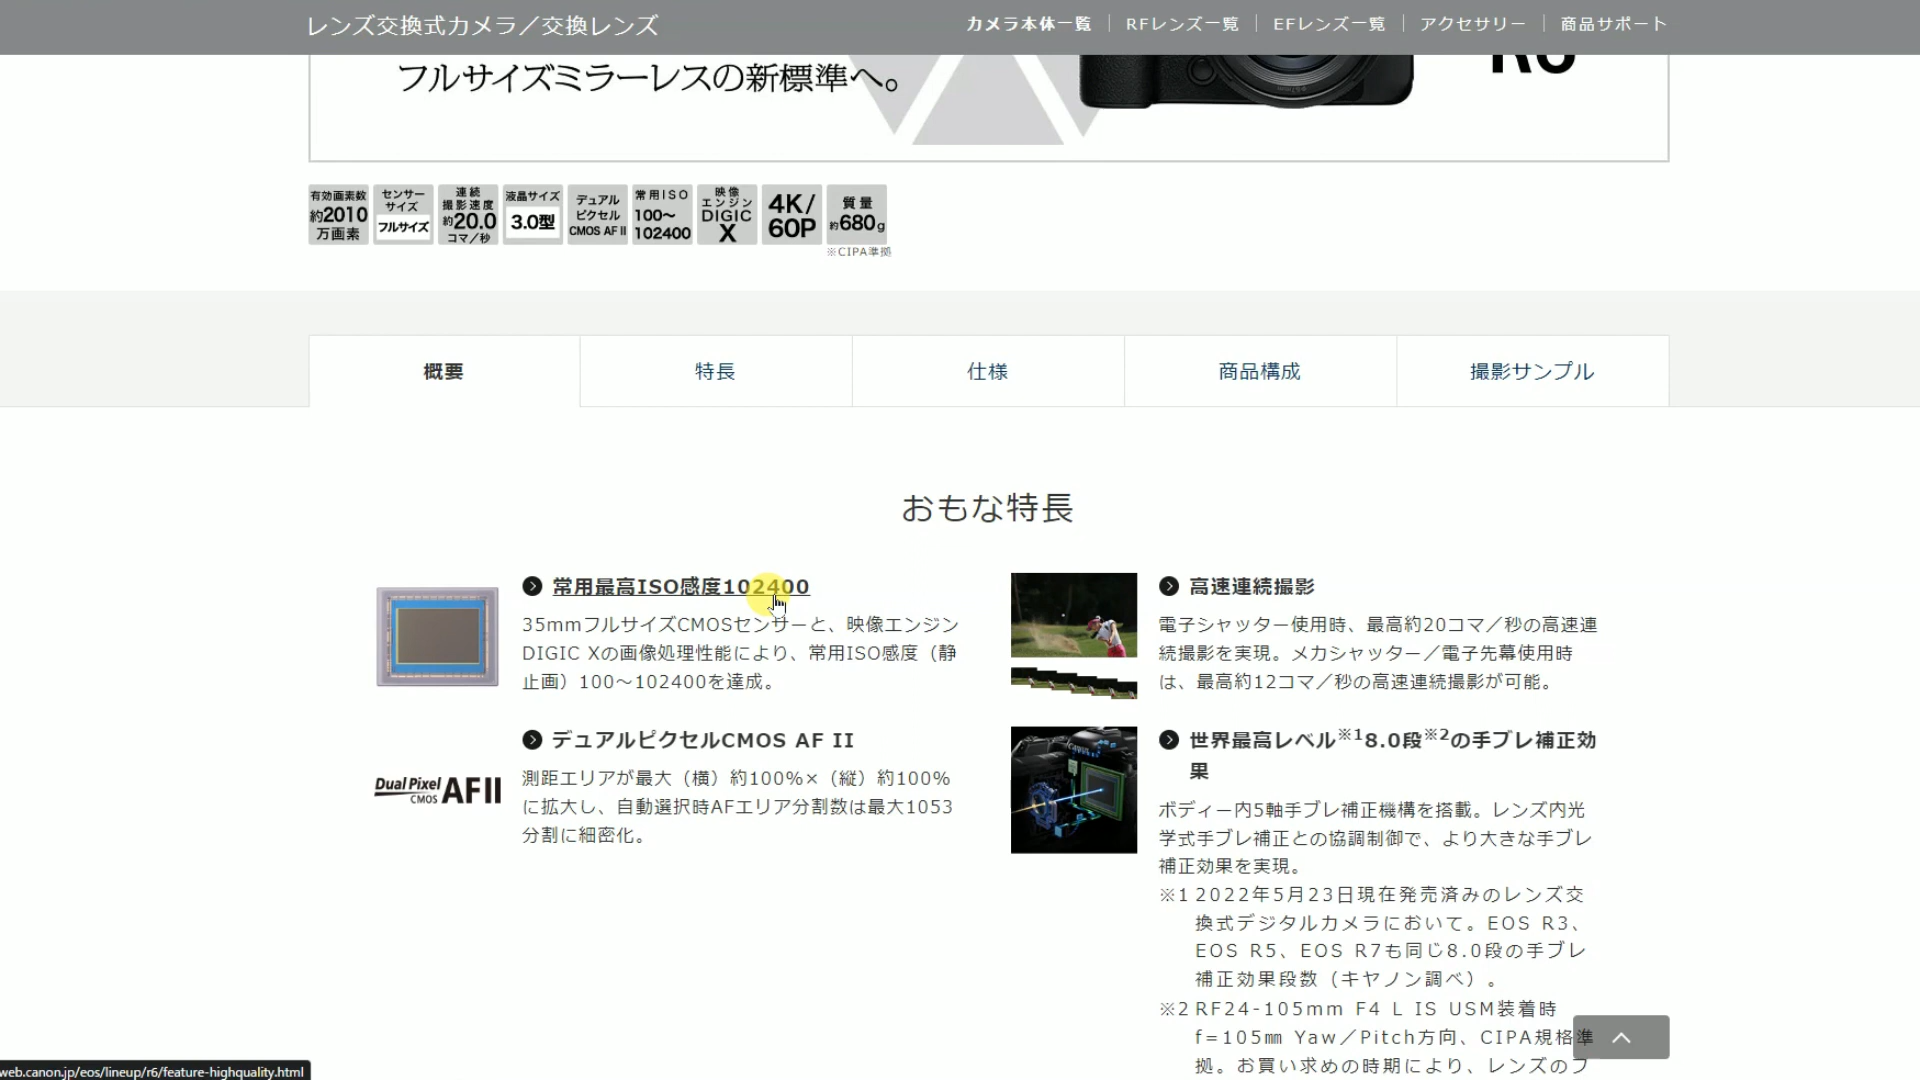 レンズ交換式カメラ／交換レンズ
カメラ本体一覧
RFレンズ一覧
EFレンズ一覧
アクセサリー
商品サポート
フルサイズミラーレスの新標準へ。
R6
有効画素数
約2010
万画素
センサー
サイズ
フルサイズ
連続
撮影速度
約20.0
コマ／秒
液晶サイズ
3.0型
デュアル
ピクセル
CMOS AF II
常用ISO
100～
102400
映像
エンジン
DIGIC
X
4K/
60P
質量
約680g
※CIPA準拠
概要
特長
仕様
商品構成
撮影サンプル
おもな特長
常用最高ISO感度102400
35mmフルサイズCMOSセンサーと、映像エンジン
DIGIC Xの画像処理性能により、常用ISO感度（静
止画）100～102400を達成。
高速連続撮影
電子シャッター使用時、最高約20コマ／秒の高速連
続撮影を実現。メカシャッター／電子先幕使用時
は、最高約12コマ／秒の高速連続撮影が可能。
Dual Pixel
CMOS AFII
デュアルピクセルCMOS AF II
測距エリアが最大（横）約100%×（縦）約100%
に拡大し、自動選択時AFエリア分割数は最大1053
分割に細密化。
世界最高レベル※18.0段※2の手ブレ補正効
果
ボディー内5軸手ブレ補正機構を搭載。レンズ内光
学式手ブレ補正との協調制御で、より大きな手ブレ
補正効果を実現。
※1 2022年5月23日現在発売済みのレンズ交
換式デジタルカメラにおいて。EOS R3、
EOS R5、EOS R7も同じ8.0段の手ブレ
補正効果段数（キヤノン調べ）。
※2 RF24-105mm F4 L IS USM装着時
f=105㎜ Yaw／Pitch方向、CIPA規格準
拠。お買い求めの時期により、レンズのフ
web.canon.jp/eos/lineup/r6/feature-highquality.html